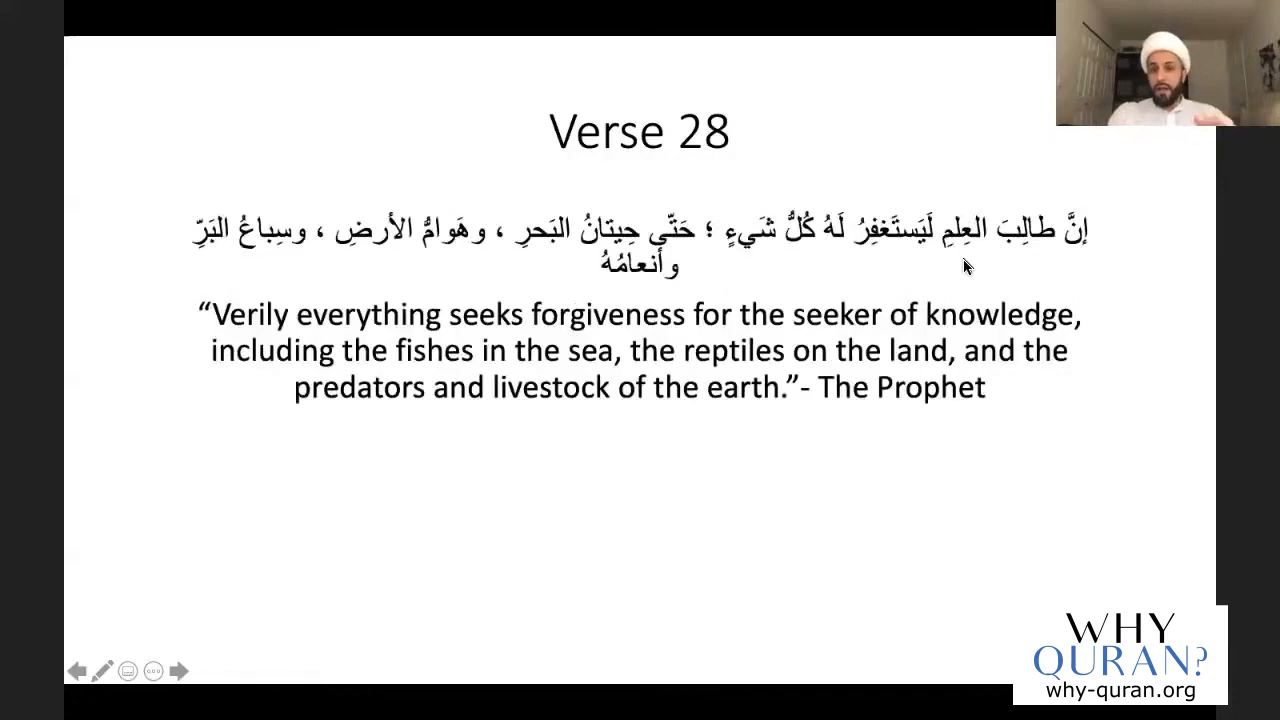 Verse 28
إنَّ طالِبَ العِلمِ لَيَستَغفِرُ لَهُ كُلُّ شَيءٍ ؛ حَتّى حِيتانُ البَحرِ ، وهَوامُّ الأرضِ ، وسِباعُ البَرِّ
وأنعامُهُ
“Verily everything seeks forgiveness for the seeker of knowledge,
including the fishes in the sea, the reptiles on the land, and the
predators and livestock of the earth.”- The Prophet
WHY
QURAN?
why-quran.org